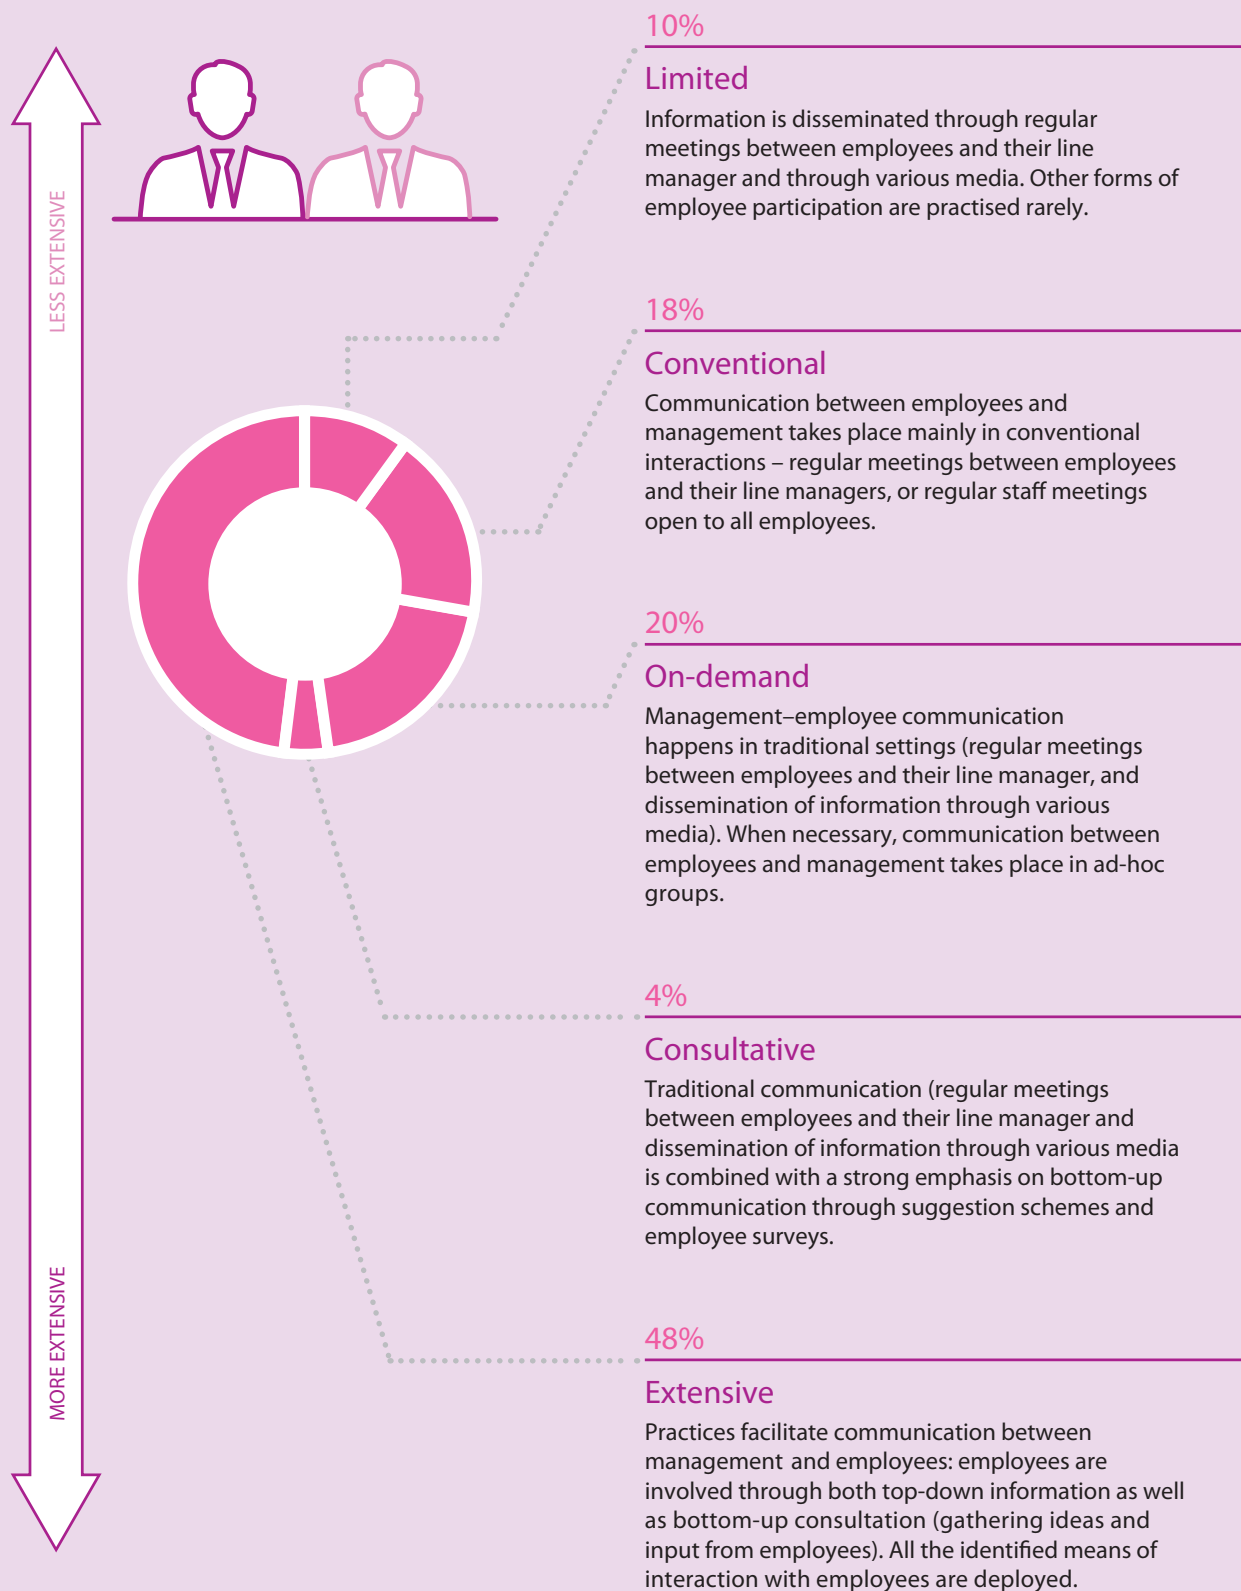 10%
Limited
Information is disseminated through regular
meetings between employees and their line
manager and through various media. Other forms of
employee participation are practised rarely.
LESS EXTENSIVE
18%
Conventional
Communication between employees and
management takes place mainly in conventional
interactions – regular meetings between employees
and their line managers, or regular staff meetings
open to all employees.
20%
On-demand
Management–employee communication
happens in traditional settings (regular meetings
between employees and their line manager, and
dissemination of information through various
media). When necessary, communication between
employees and management takes place in ad-hoc
groups.
4%
Consultative
Traditional communication (regular meetings
between employees and their line manager and
dissemination of information through various media
is combined with a strong emphasis on bottom-up
communication through suggestion schemes and
employee surveys.
MORE EXTENSIVE
48%
Extensive
Practices facilitate communication between
management and employees: employees are
involved through both top-down information as well
as bottom-up consultation (gathering ideas and
input from employees). All the identified means of
interaction with employees are deployed.